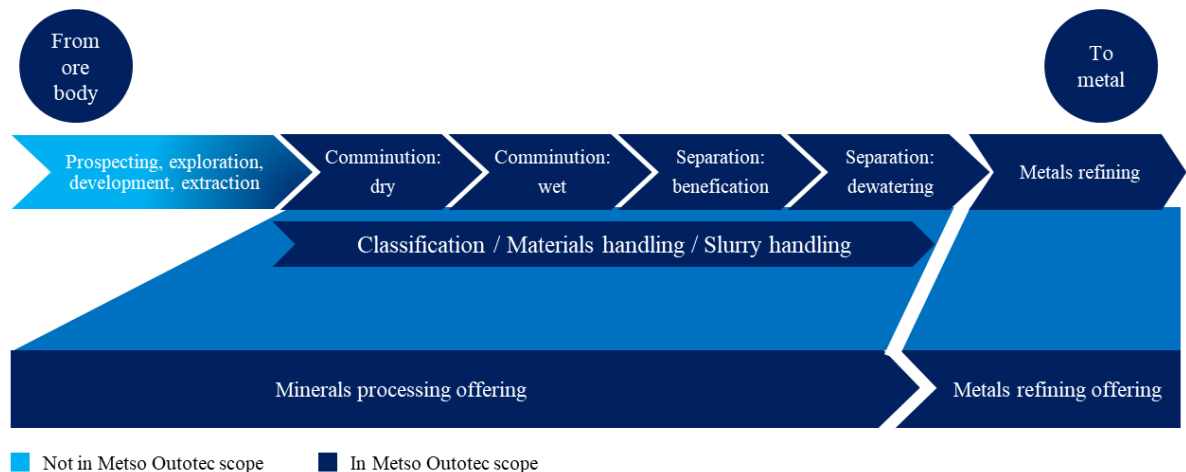 From
ore
body
To
metal
Prospecting, exploration,
development, extraction
Comminution:
dry
Comminution:
wet
Separation:
benefication
Separation:
dewatering
Metals refining
Classification / Materials handling / Slurry handling
Minerals processing offering
Metals refining offering
Not in Metso Outotec scope
In Metso Outotec scope